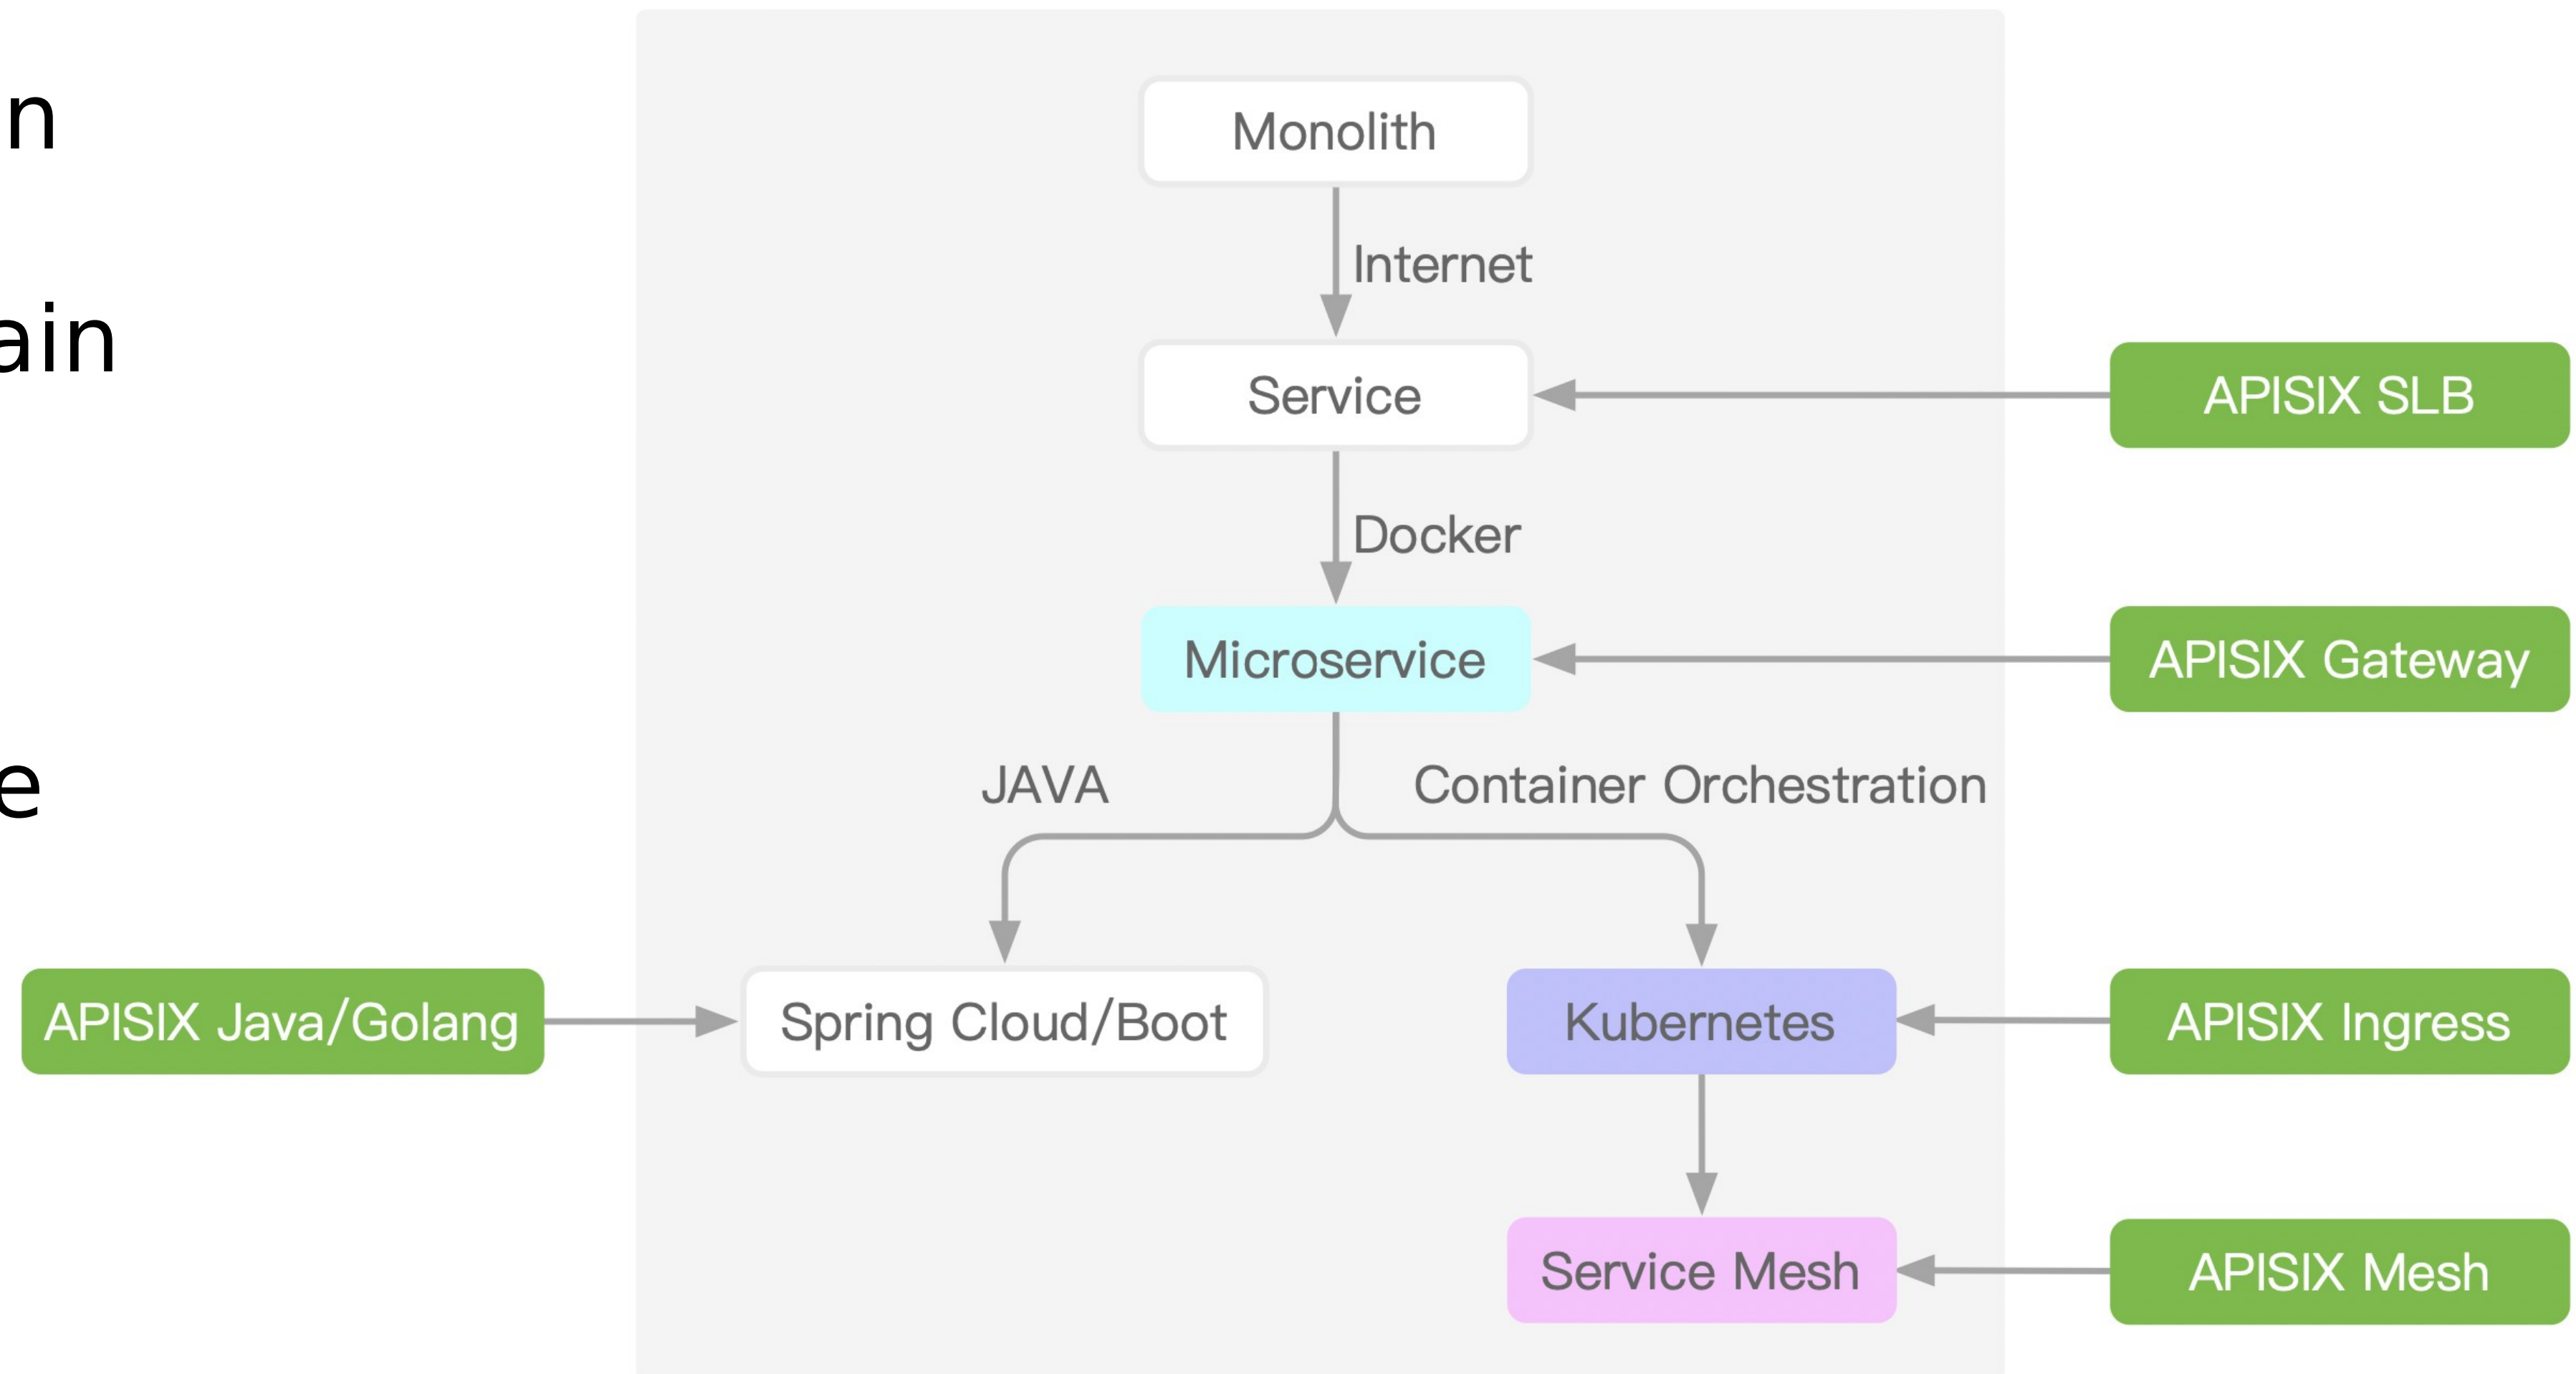 n
Monolith
Internet
ain
Service
APISIX SLB
Docker
Microservice
APISIX Gateway
e
JAVA
Container Orchestration
APISIX Java/Golang
Spring Cloud/Boot
Kubernetes
APISIX Ingress
Service Mesh
APISIX Mesh